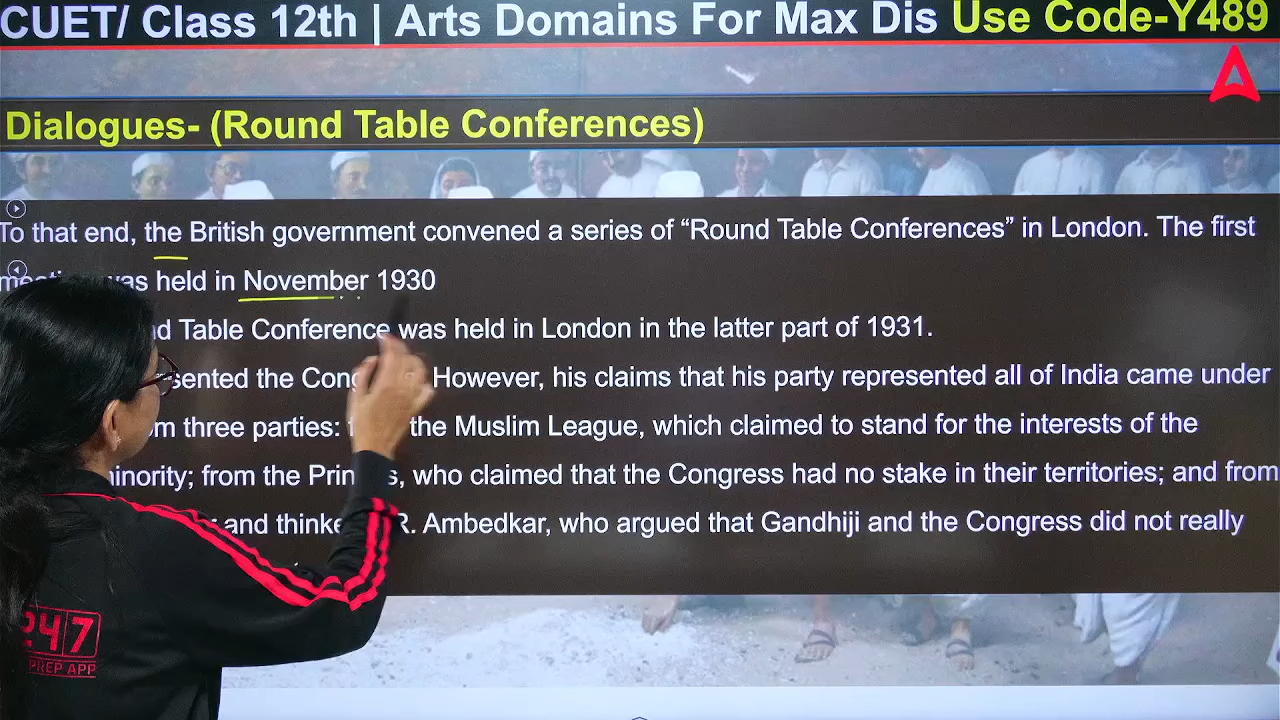 CUET/ Class 12th | Arts Domains For Max Dis Use Code-Y489
Dialogues- (Round Table Conferences)
To that end, the British government convened a series of “Round Table Conferences” in London. The first
was held in November 1930
Table Conference was held in London in the latter part of 1931.
the However, his claims that his party represented all of India came under
three parties: the Muslim League, which claimed to stand for the interests of the
from the who claimed that the Congress had no stake in their territories; and from
and R. Ambedkar, who argued that Gandhiji and the Congress did not really
247
PREP APP